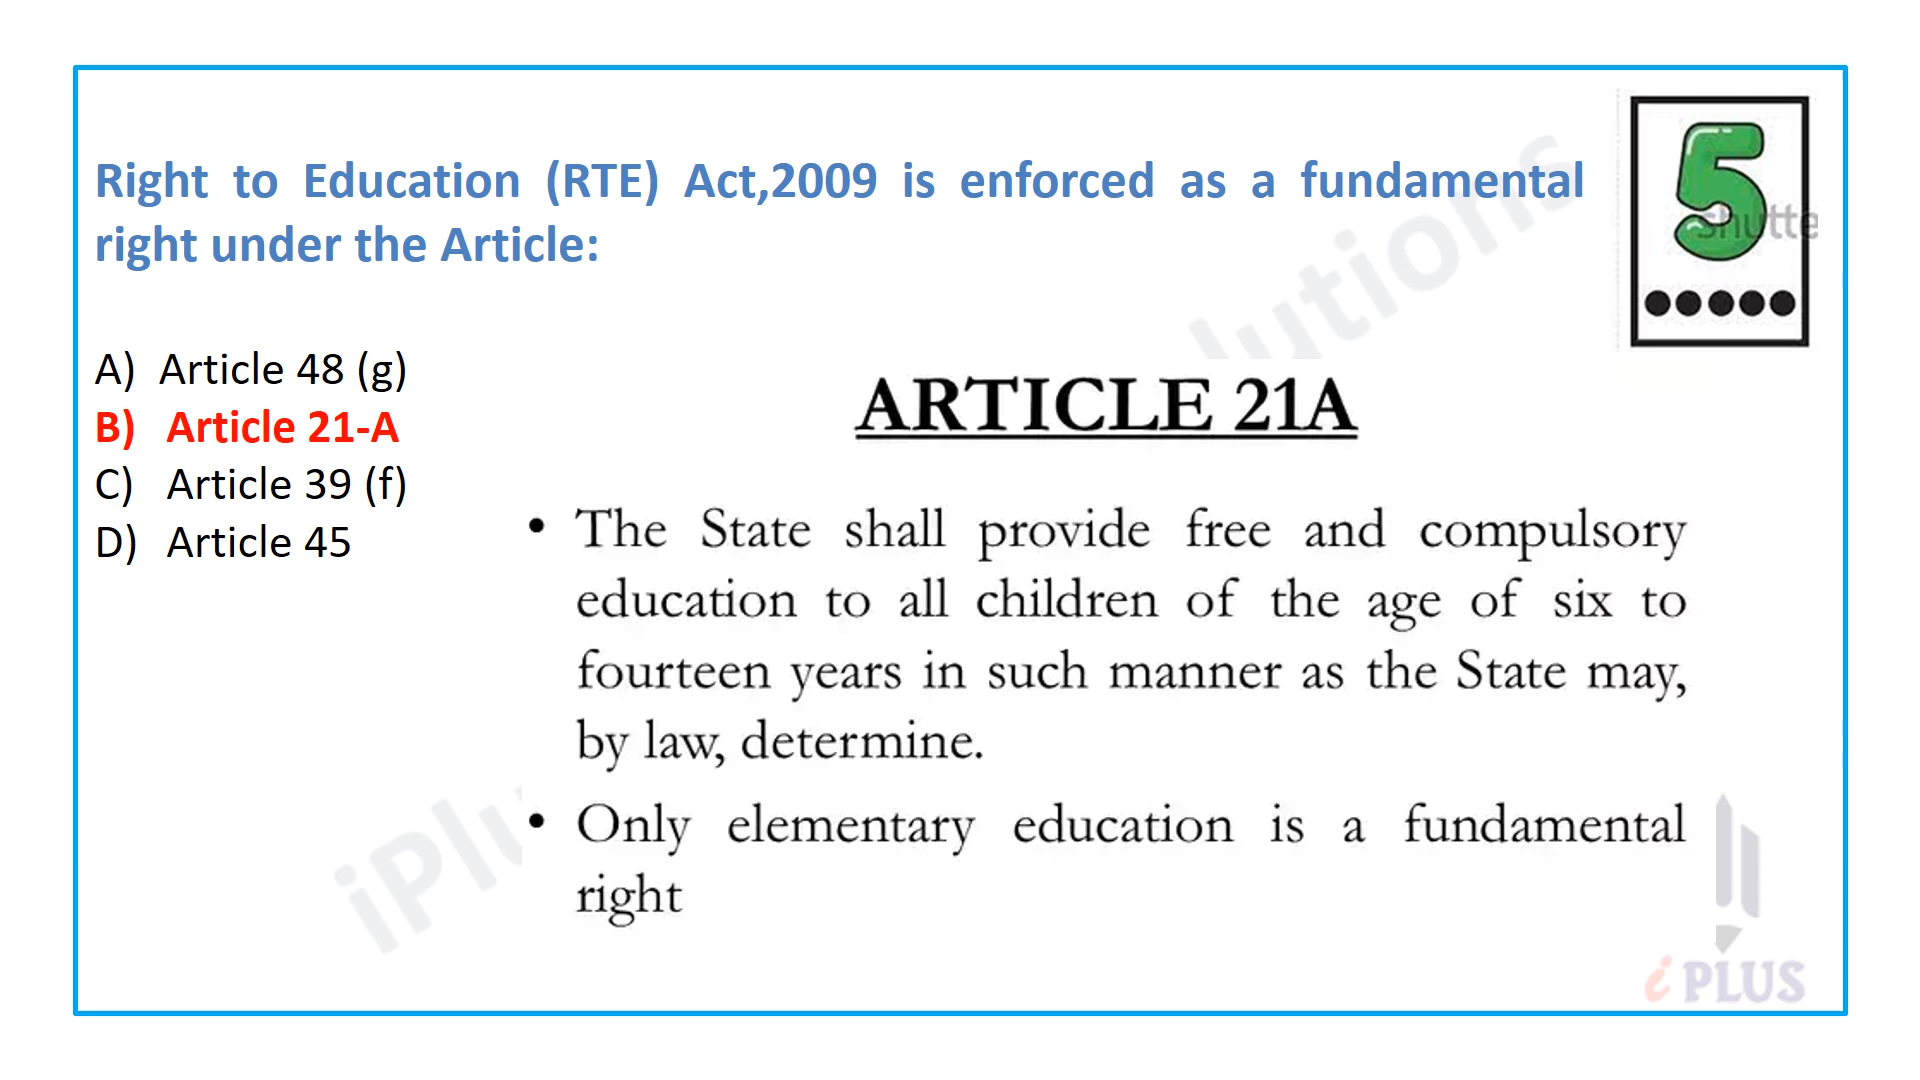 Right to Education (RTE) Act,2009 is enforced as a fundamental
right under the Article:
5
shutte
A) Article 48 (g)
B) Article 21-A
C) Article 39 (f)
D) Article 45
ARTICLE 21A
• The State shall provide free and compulsory
education to all children of the age of six to
fourteen years in such manner as the State may,
by law, determine.
• Only elementary education is a fundamental
right
iPlu
lutions
i PLUS